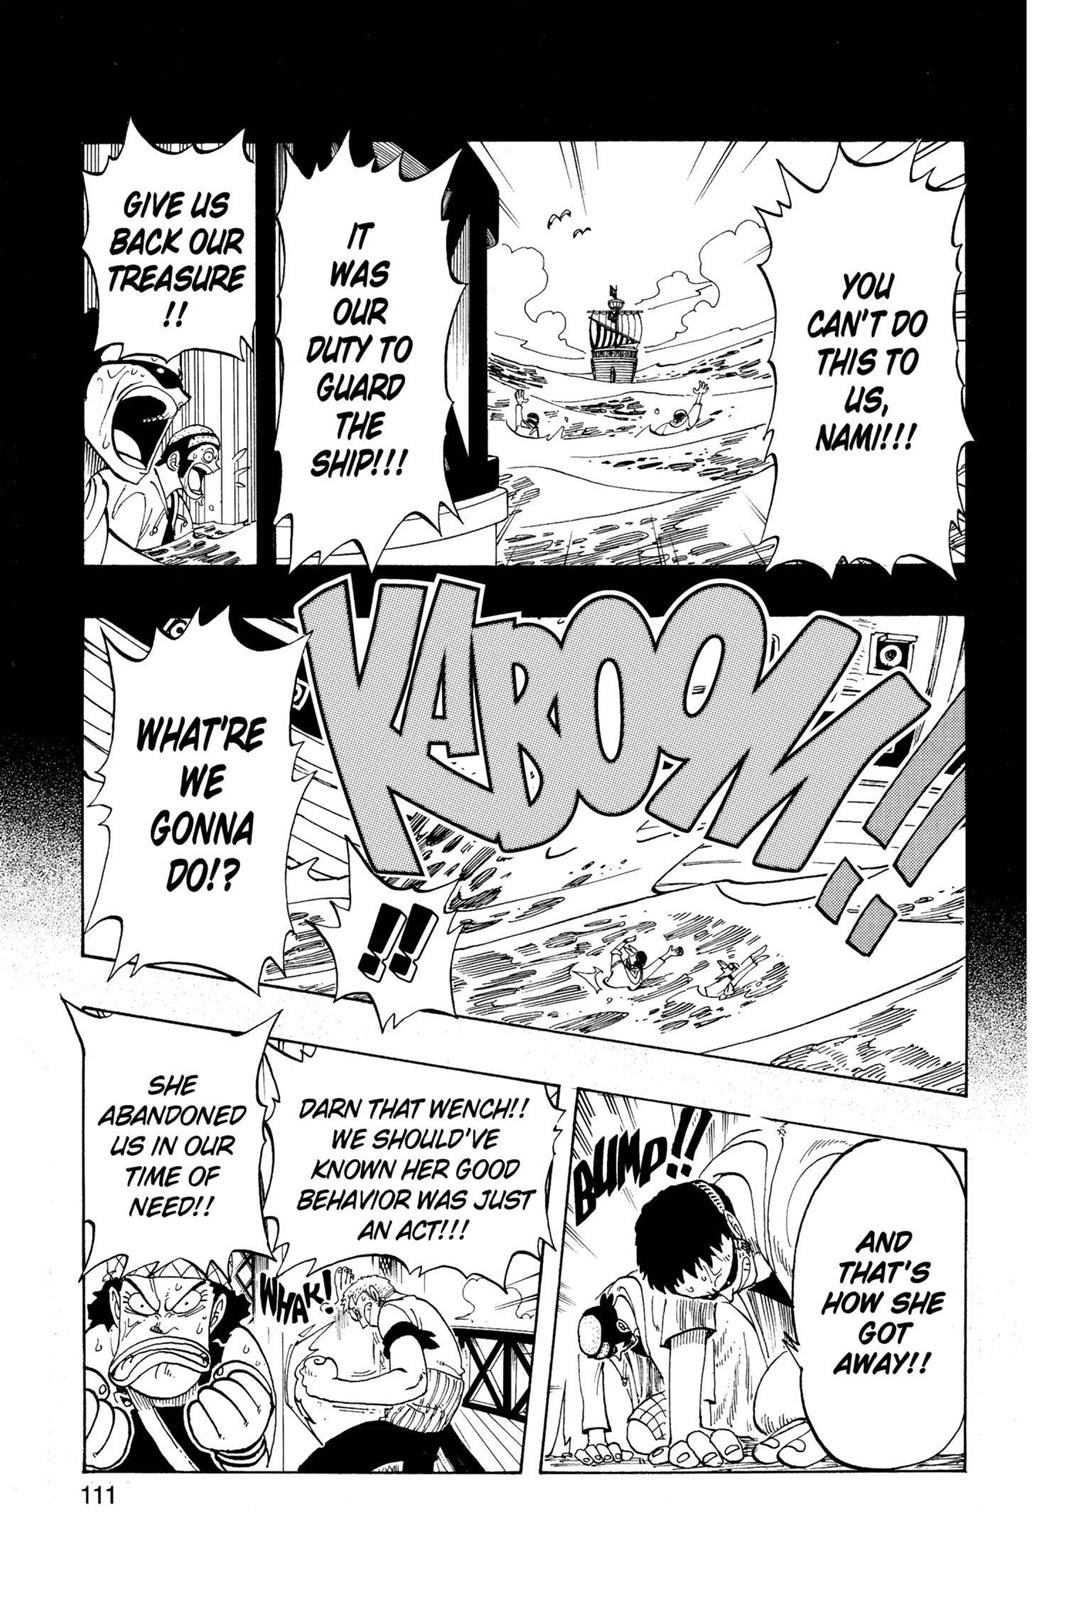 YOU
CAN'T DO
THIS TO
US,
NAMI!!!
IT
WAS
OUR
DUTY TO
GUARD
THE
SHIP!!!
GIVE US
BACK OUR
TREASURE
!!
KABOOM!!
WHAT'RE
WE
GONNA
DO!?
!!
BUMP!!
AND
THAT'S
HOW SHE
GOT
AWAY!!
DARN THAT WENCH!!
WE SHOULD'VE
KNOWN HER GOOD
BEHAVIOR WAS JUST
AN ACT!!!
WHAK!
SHE
ABANDONED
US IN OUR
TIME OF
NEED!!
111